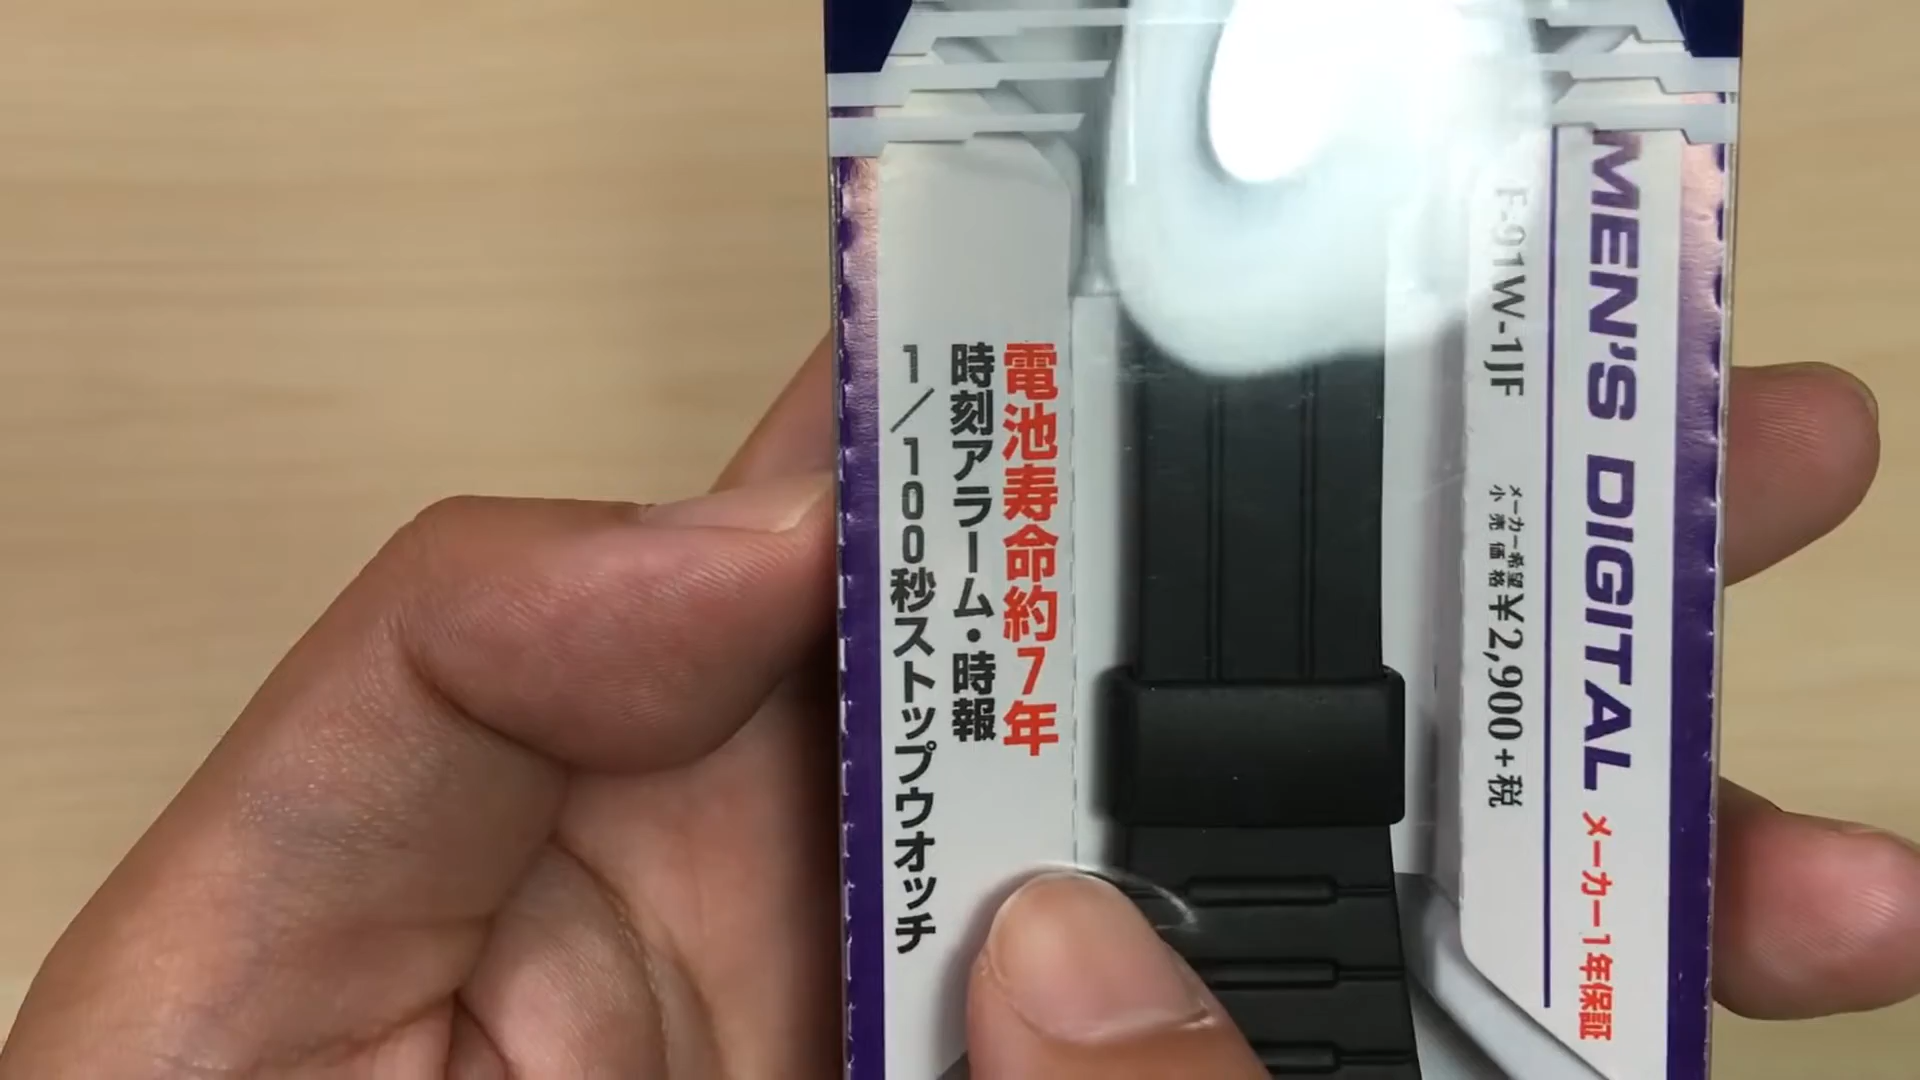 電池寿命約7年
時刻アラーム・時報
1/100秒ストップウオッチ
MEN'S DIGITAL メーカー1年保証
F-91W-1JF
メーカー希望
小売価格
¥2,900+税